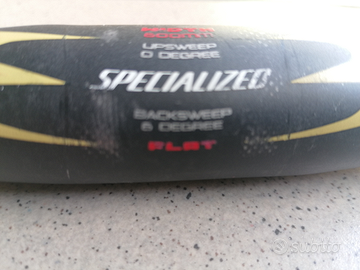 UPSWEEP
0 DEGREE
SPECIALIZED
BACKSWEEP
6 DEGREE
FLAT